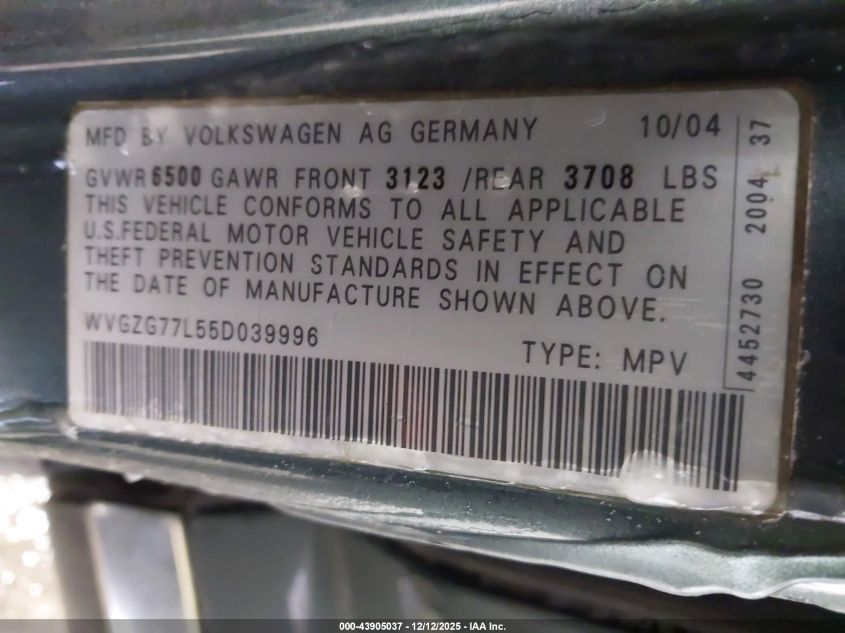 MFD BY VOLKSWAGEN AG GERMANY 10/04
GVWR 6500 GAWR FRONT 3123 /REAR 3708 LBS
THIS VEHICLE CONFORMS TO ALL APPLICABLE
U.S.FEDERAL MOTOR VEHICLE SAFETY AND
THEFT PREVENTION STANDARDS IN EFFECT ON
THE DATE OF MANUFACTURE SHOWN ABOVE.
WVGZG77L55D039996
TYPE: MPV
4452730 2004 37
000-43905037 - 12/12/2025 - IAA Inc.